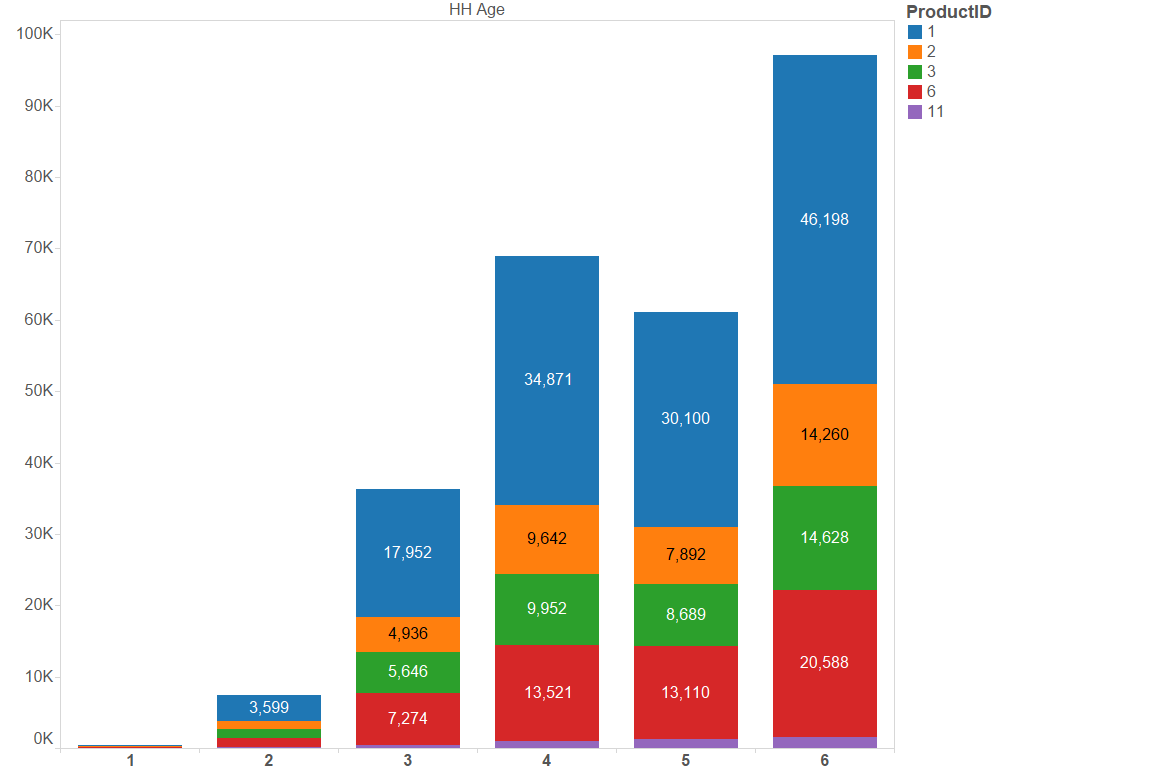 HH Age
ProductID
1
2
3
6
11
100K
90K
80K
70K
60K
50K
40K
30K
20K
10K
0K
3,599
17,952
4,936
5,646
7,274
34,871
9,642
9,952
13,521
30,100
7,892
8,689
13,110
46,198
14,260
14,628
20,588
1 2 3 4 5 6